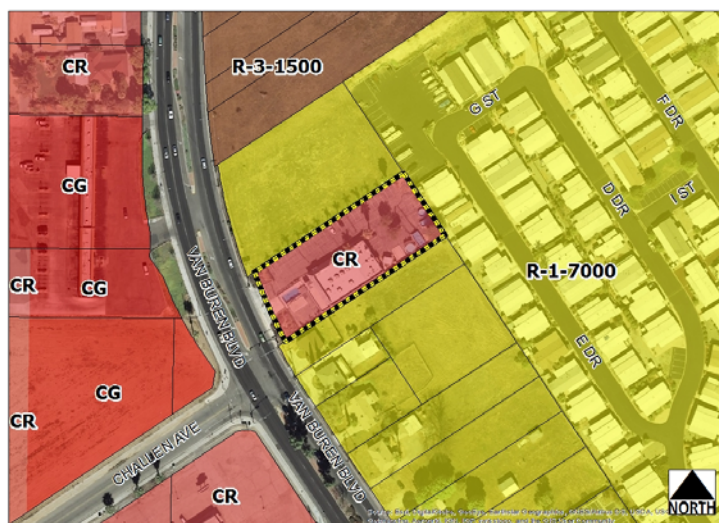 CR
R-3-1500
G ST
F DR
CG
D DR
I ST
CR
R-1-7000
VAN BUREN BLVD
CR
CG
E DR
CG
VAN BUREN BLVD
CR
CHALLEN AVE
CR
NORTH